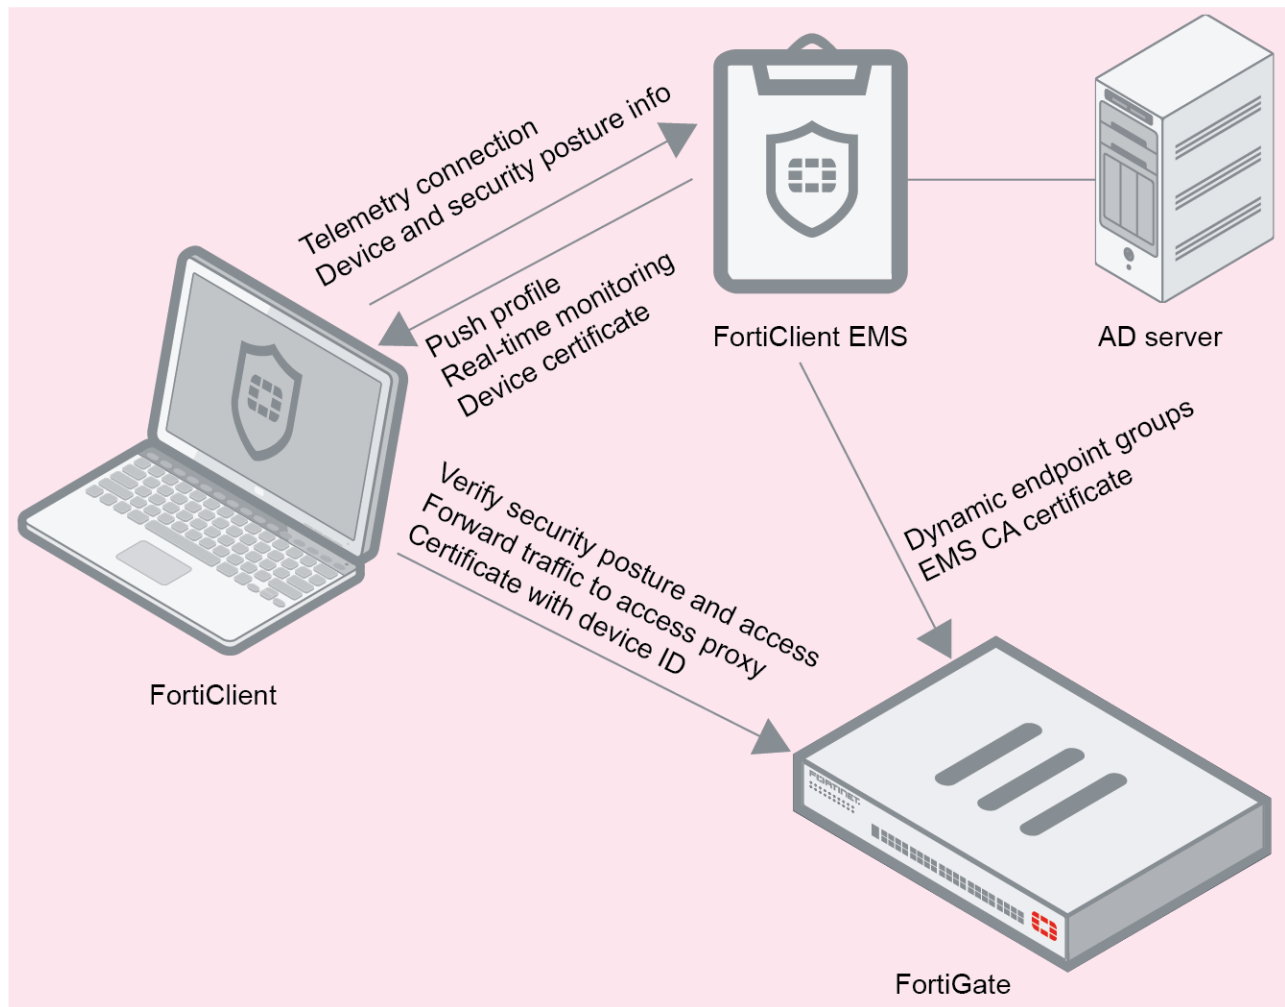 Telemetry connection
Device and security posture info
Push profile
Real-time monitoring
Device certificate
FortiClient EMS
AD server
Verify security posture and access
Forward traffic to access proxy
Certificate with device ID
Dynamic endpoint groups
EMS CA certificate
FortiClient
FORTINET
FortiGate